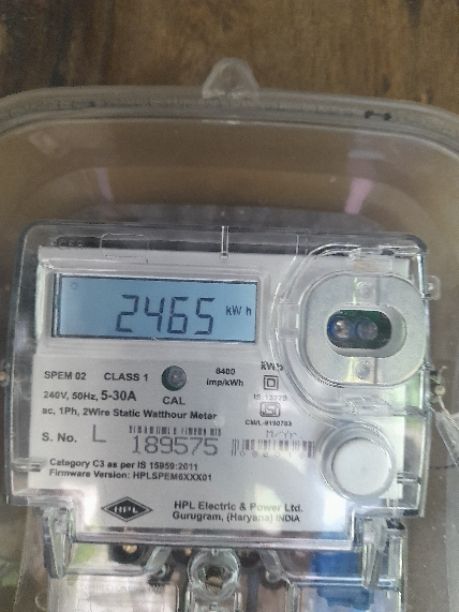 2465 kWh
SPEM 02 CLASS 1
6400 imp/kWh
240V, 50Hz, 5-30A
CAL
ac, 1Ph, 2Wire Static Watthour Meter
IS 13779
S. No. L 189575
Category C3 as per IS 15959:2011
Firmware Version: HPLSPEM6XXX01
HPL
HPL Electric & Power Ltd.
Gurugram, (Haryana) INDIA